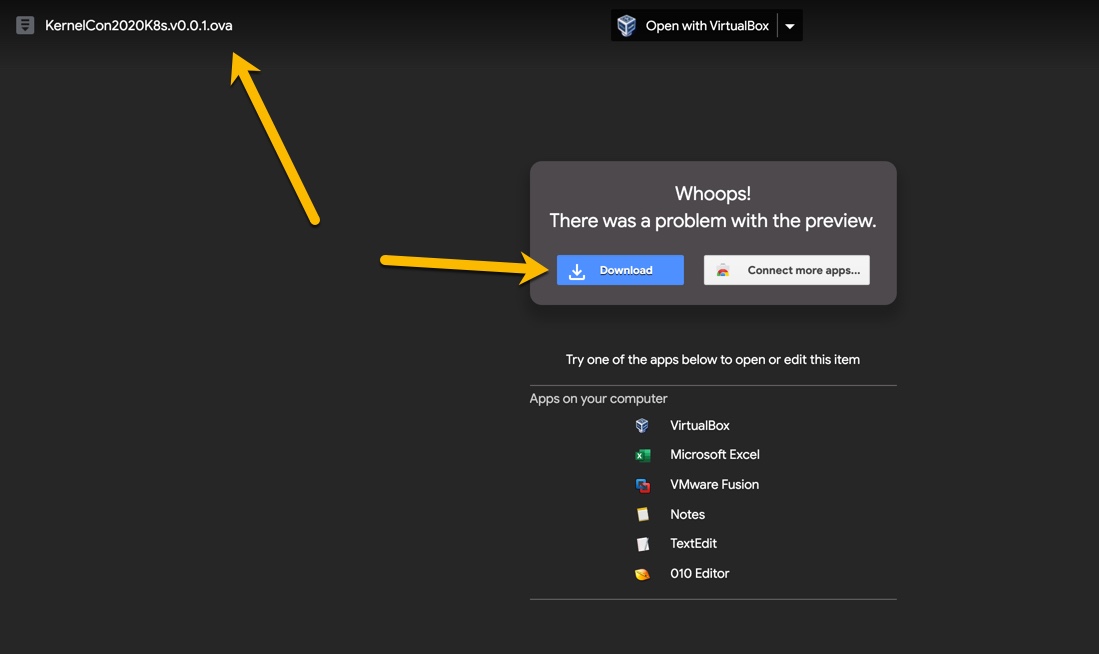 KernelCon2020K8s.v0.0.1.ova
Open with VirtualBox
Whoops!
There was a problem with the preview.
Download
Connect more apps...
Try one of the apps below to open or edit this item
Apps on your computer
VirtualBox
Microsoft Excel
VMware Fusion
Notes
TextEdit
010 Editor